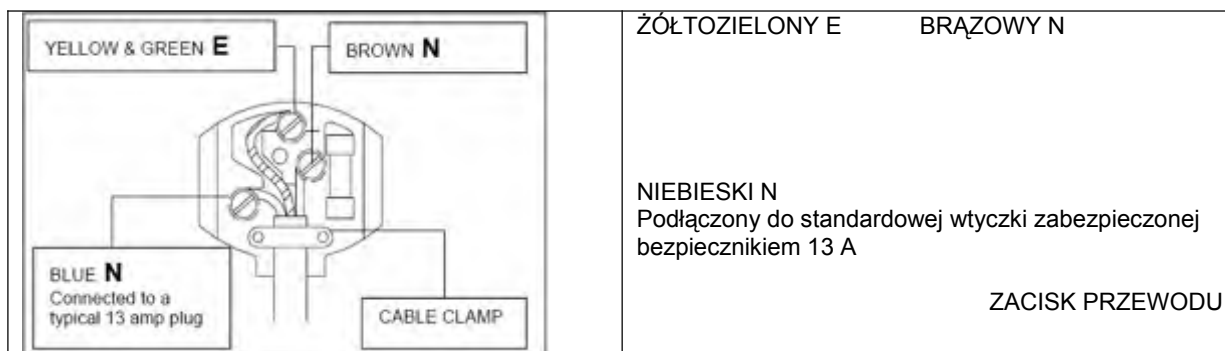 YELLOW & GREEN E
BROWN N
BLUE N
Connected to a
typical 13 amp plug
CABLE CLAMP
ŻÓŁTOZIELONY E BRĄZOWY N
NIEBIESKI N
Podłączony do standardowej wtyczki zabezpieczonej
bezpiecznikiem 13 A
ZACISK PRZEWODU